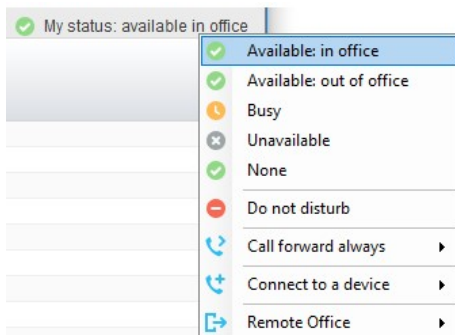 My status: available in office
Available: in office
Available: out of office
Busy
Unavailable
None
Do not disturb
Call forward always
Connect to a device
Remote Office